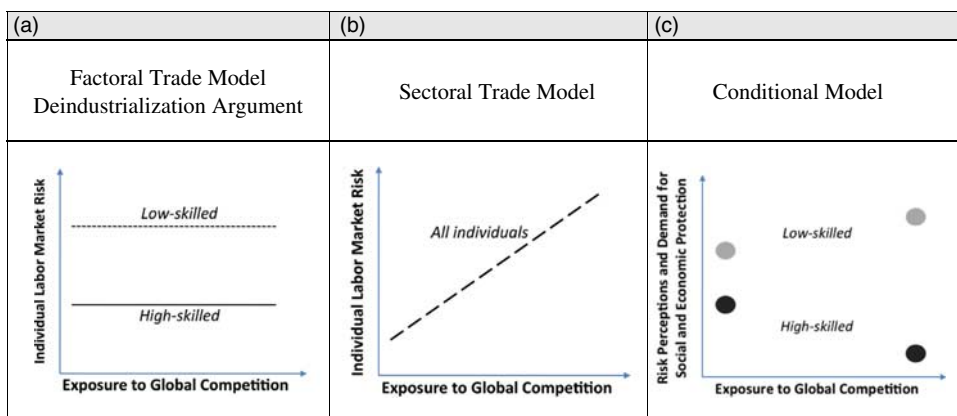 (a)
(b)
(c)
Factoral Trade Model
Deindustrialization Argument
Sectoral Trade Model
Conditional Model
Individual Labor Market Risk
Low-skilled
High-skilled
Exposure to Global Competition
Individual Labor Market Risk
All individuals
Exposure to Global Competition
Risk Perceptions and Demand for
Social and Economic Protection
Low-skilled
High-skilled
Exposure to Global Competition